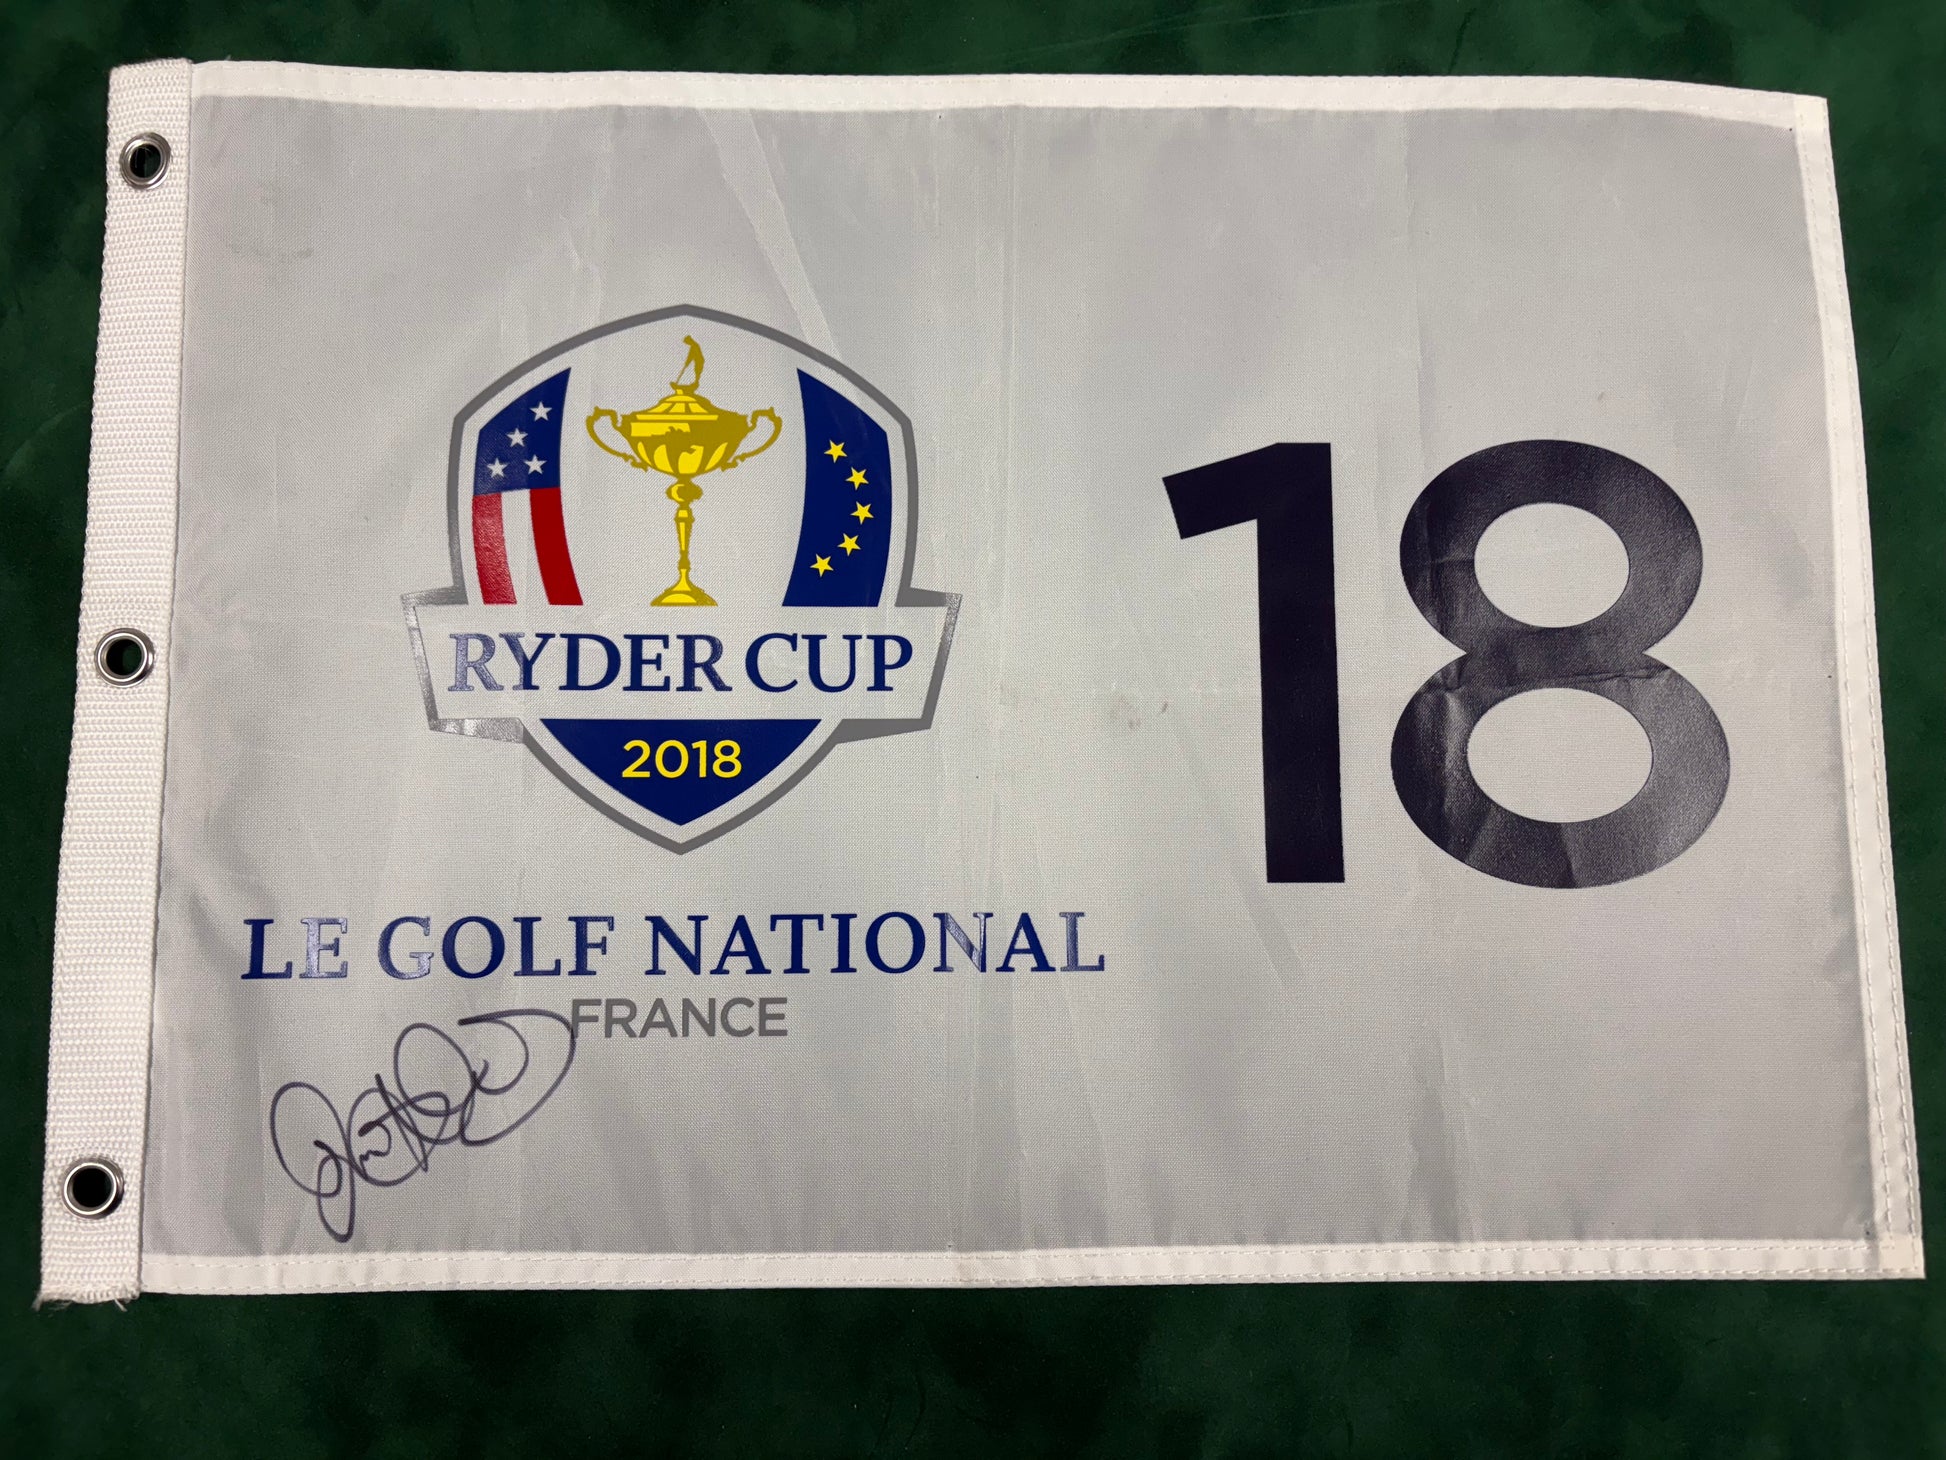 RYDER CUP
2018
18
LE GOLF NATIONAL
FRANCE